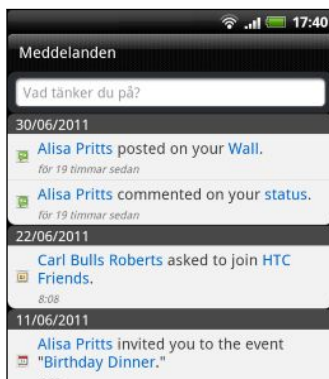 17:40
Meddelanden
Vad tänker du på?
30/06/2011
Alisa Pritts posted on your Wall.
för 19 timmar sedan
Alisa Pritts commented on your status.
för 19 timmar sedan
22/06/2011
Carl Bulls Roberts asked to join HTC
Friends.
8:08
11/06/2011
Alisa Pritts invited you to the event
"Birthday Dinner."